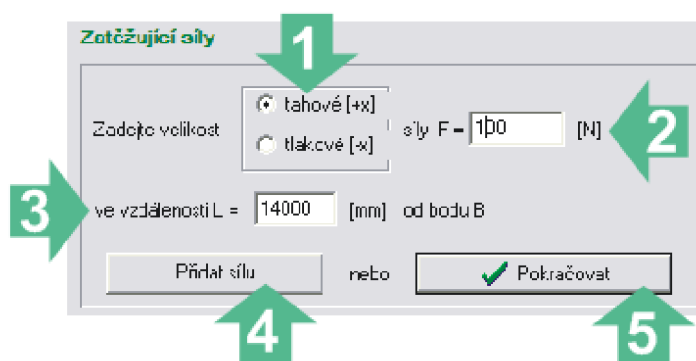 Zatěžující síly
1
tahové [+x]
Zadejte velikost síly F = 100 [N] 2
tlakové [-x]
3 ve vzdálenosti L = 14000 [mm] od bodu B
Přidat sílu nebo Pokračovat
4 5